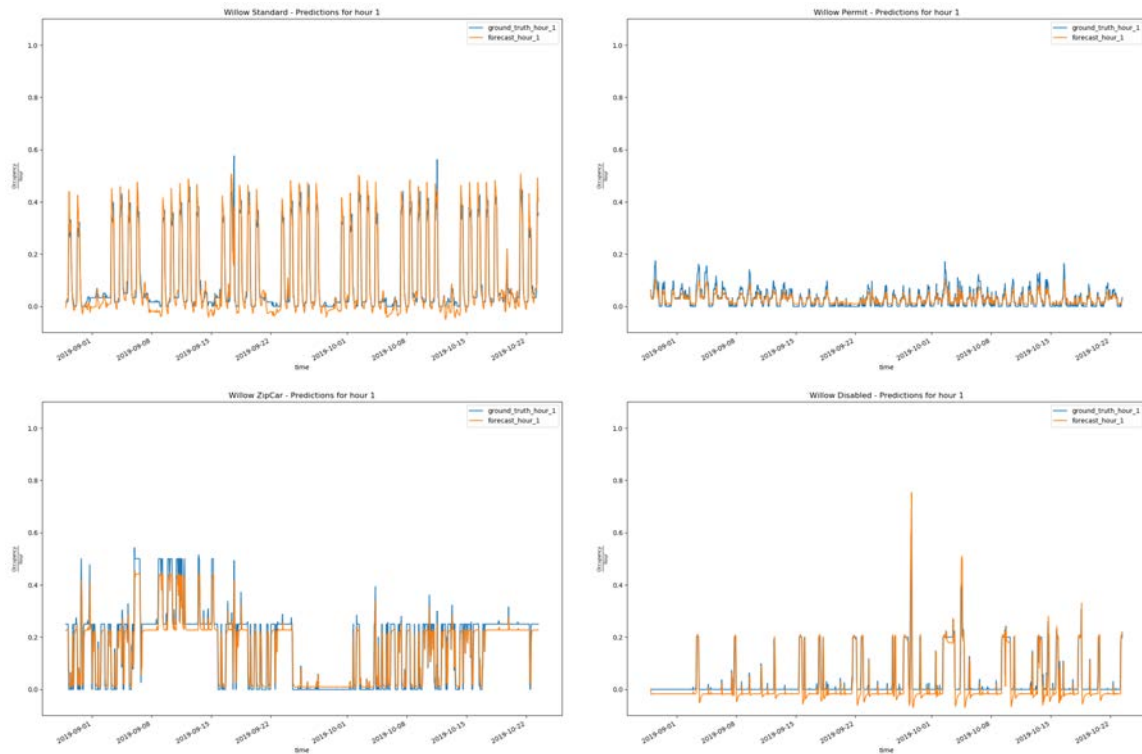 Willow Standard - Predictions for hour 1
ground_truth_hour_1
forecast_hour_1
1.0
0.8
0.6
0.4
0.2
0.0
Occupancy
hour
2019-09-01
2019-09-08
2019-09-15
2019-09-22
2019-10-01
2019-10-08
2019-10-15
2019-10-22
time
Willow Permit - Predictions for hour 1
ground_truth_hour_1
forecast_hour_1
1.0
0.8
0.6
0.4
0.2
0.0
Occupancy
hour
2019-09-01
2019-09-08
2019-09-15
2019-09-22
2019-10-01
2019-10-08
2019-10-15
2019-10-22
time
Willow ZipCar - Predictions for hour 1
ground_truth_hour_1
forecast_hour_1
1.0
0.8
0.6
0.4
0.2
0.0
Occupancy
hour
2019-09-01
2019-09-08
2019-09-15
2019-09-22
2019-10-01
2019-10-08
2019-10-15
2019-10-22
time
Willow Disabled - Predictions for hour 1
ground_truth_hour_1
forecast_hour_1
1.0
0.8
0.6
0.4
0.2
0.0
Occupancy
hour
2019-09-01
2019-09-08
2019-09-15
2019-09-22
2019-10-01
2019-10-08
2019-10-15
2019-10-22
time